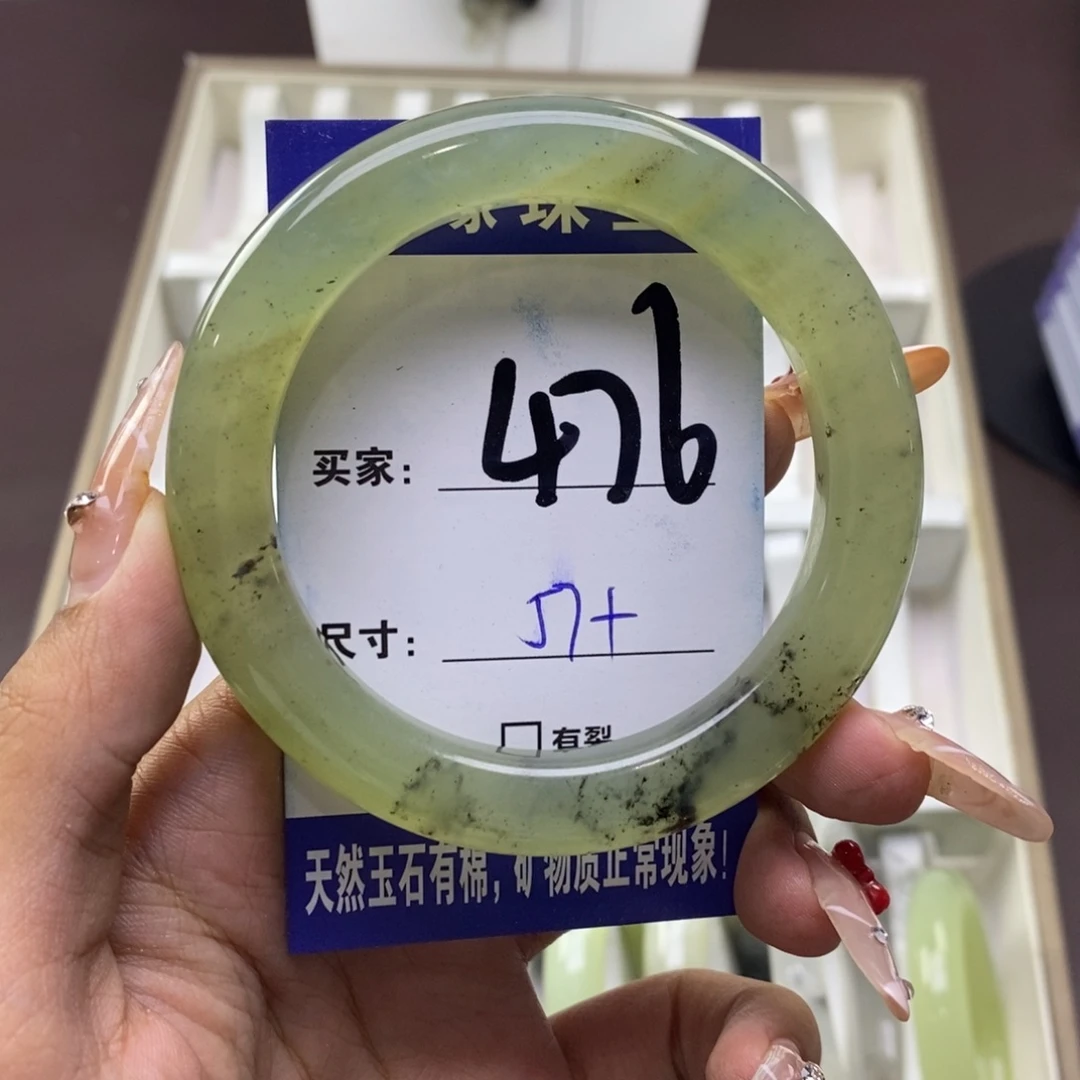 珠
买家: 476
尺寸: 57+
□有裂
天然玉石有棉, 矿物质正常现象!